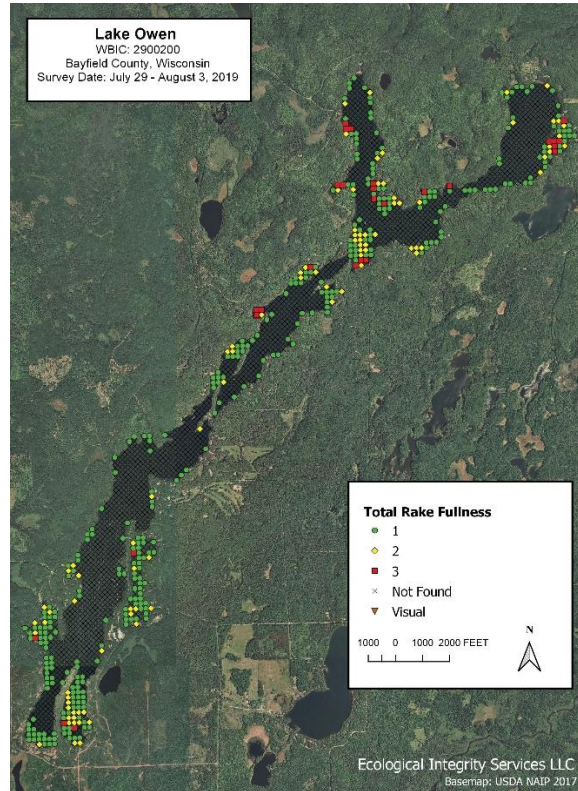 Lake Owen
WBIC: 2900200
Bayfield County, Wisconsin
Survey Date: July 29 - August 3, 2019
Total Rake Fullness
1
2
3
Not Found
Visual
1000 0 1000 2000 FEET
N
Ecological Integrity Services LLC
Basemap: USDA NAIP 2017